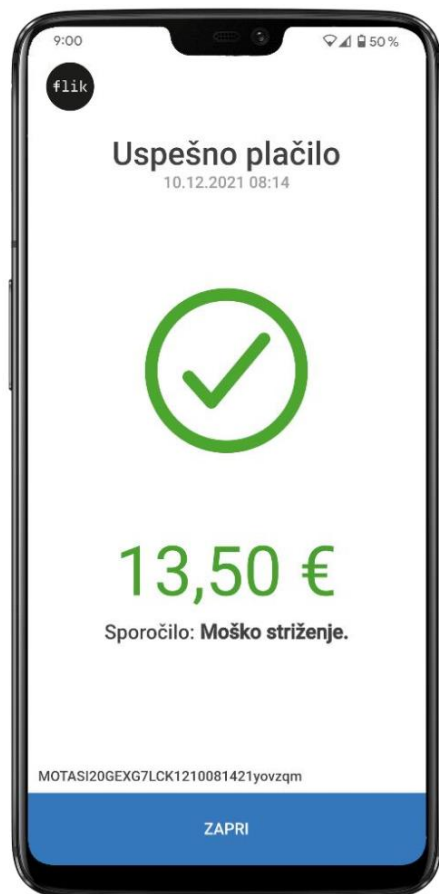 9:00
50 %
flik
Uspešno plačilo
10.12.2021 08:14
13,50 €
Sporočilo: Moško striženje.
MOTASI20GEXG7LCK1210081421yovzqm
ZAPRI